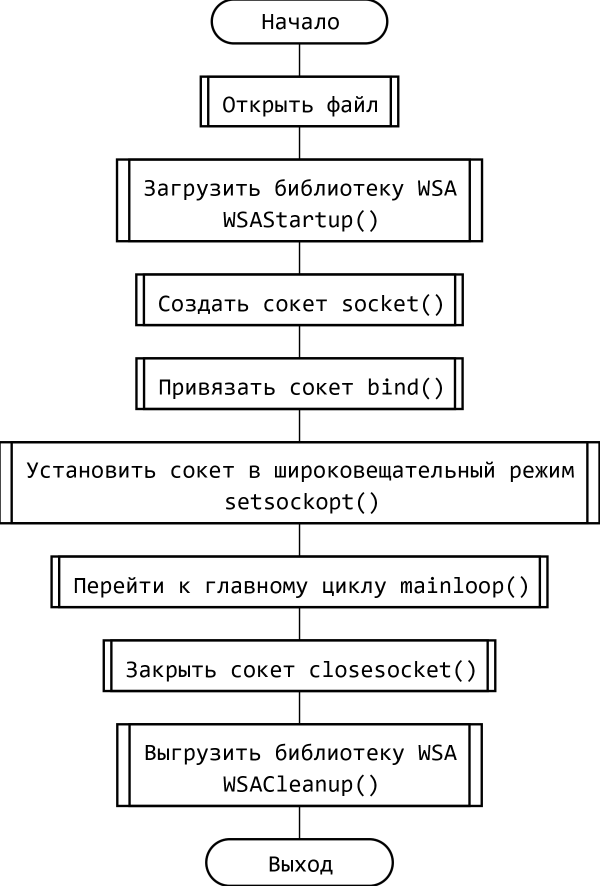 Начало
Открыть файл
Загрузить библиотеку WSA
WSAStartup()
Создать сокет socket()
Привязать сокет bind()
Установить сокет в широковещательный режим
setsockopt()
Перейти к главному циклу mainloop()
Закрыть сокет closesocket()
Выгрузить библиотеку WSA
WSACleanup()
Выход